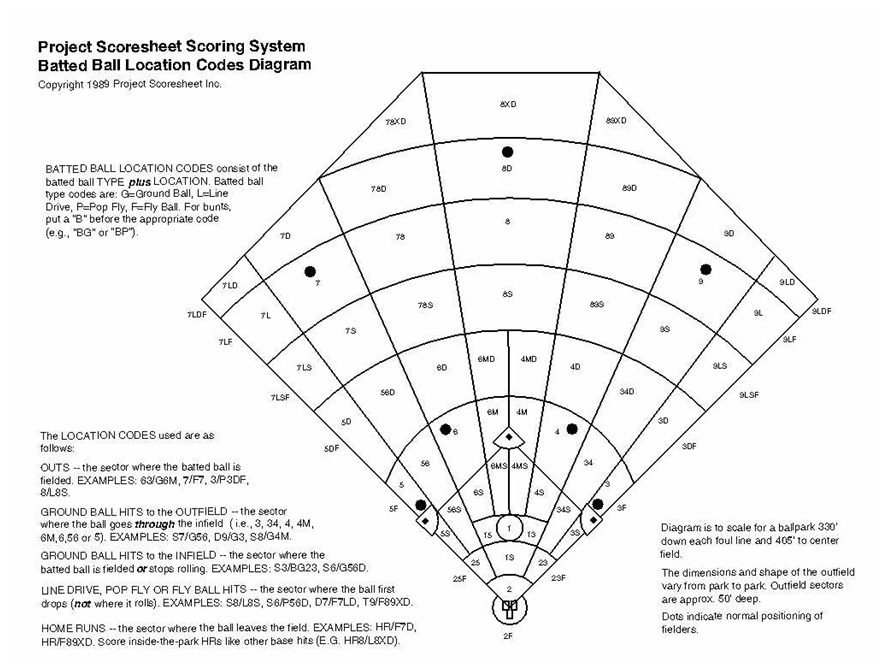 Project Scoresheet Scoring System
Batted Ball Location Codes Diagram
Copyright 1989 Project Scoresheet Inc.
BATTED BALL LOCATION CODES consist of the
batted ball TYPE plus LOCATION. Batted ball
type codes are: G=Ground Ball, L=Line
Drive, P=Pop Fly, F=Fly Ball. For bunts,
put a "B" before the appropriate code
(e.g., "BG" or "BP").
8XD
78XD
89XD
8D
78D
89D
7D
78
8
89
9D
7LD
7
9
9LD
7LDF
7L
78S
8S
89S
9L
9LDF
7LF
7S
9S
9LF
7LS
6D
6MD
4MD
4D
9LS
7LSF
56D
34D
9LSF
5D
6M
4M
3D
5DF
6
4
3DF
56
6MS
4MS
34
5
6S
4S
3
5F
56S
34S
3F
5S
15
1
13
3S
25
1S
23
25F
23F
2
2F
The LOCATION CODES used are as
follows:
OUTS -- the sector where the batted ball is
fielded. EXAMPLES: 63/G6M, 7/F7, 3/P3DF,
8/L8S.
GROUND BALL HITS to the OUTFIELD -- the sector
where the ball goes through the infield (i.e., 3, 34, 4, 4M,
6M,6,56 or 5). EXAMPLES: S7/G56, D9/G3, S8/G4M.
GROUND BALL HITS to the INFIELD -- the sector where the
batted ball is fielded or stops rolling. EXAMPLES: S3/BG23, S6/G56D.
LINE DRIVE, POP FLY OR FLY BALL HITS -- the sector where the ball first
drops (not where it rolls). EXAMPLES: S8/L8S, S6/P56D, D7/F7LD, T9/F89XD.
HOME RUNS -- the sector where the ball leaves the field. EXAMPLES: HR/F7D,
HR/F89XD. Score inside-the-park HRs like other base hits (E.G. HR8/L8XD).
Diagram is to scale for a ballpark 330'
down each foul line and 405' to center
field.
The dimensions and shape of the outfield
vary from park to park. Outfield sectors
are approx. 50' deep.
Dots indicate normal positioning of
fielders.